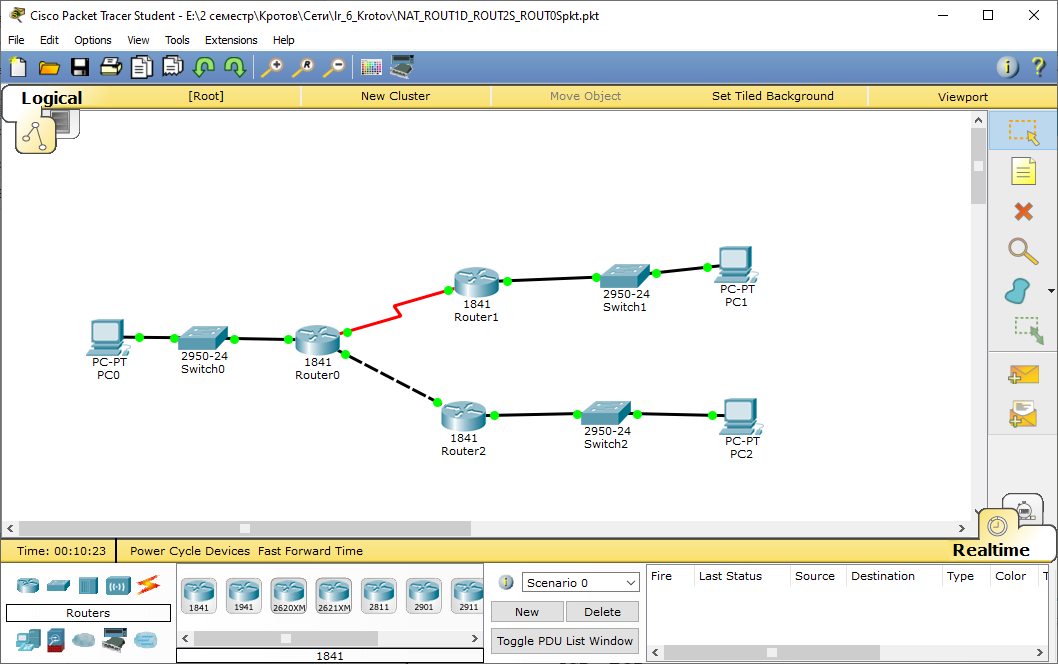 Cisco Packet Tracer Student - E:\2 семестр\Кротов\Сети\lr_6_Krotov\NAT_ROUT1D_ROUT2S_ROUT0Spkt.pkt
File Edit Options View Tools Extensions Help
Logical [Root] New Cluster Move Object Set Tiled Background Viewport
PC-PT
PC0
2950-24
Switch0
1841
Router0
1841
Router1
2950-24
Switch1
PC-PT
PC1
1841
Router2
2950-24
Switch2
PC-PT
PC2
Time: 00:10:23 Power Cycle Devices Fast Forward Time Realtime
Routers
1841 1941 2620XM 2621XM 2811 2901 2911
1841
Scenario 0
New Delete
Toggle PDU List Window
Fire Last Status Source Destination Type Color T